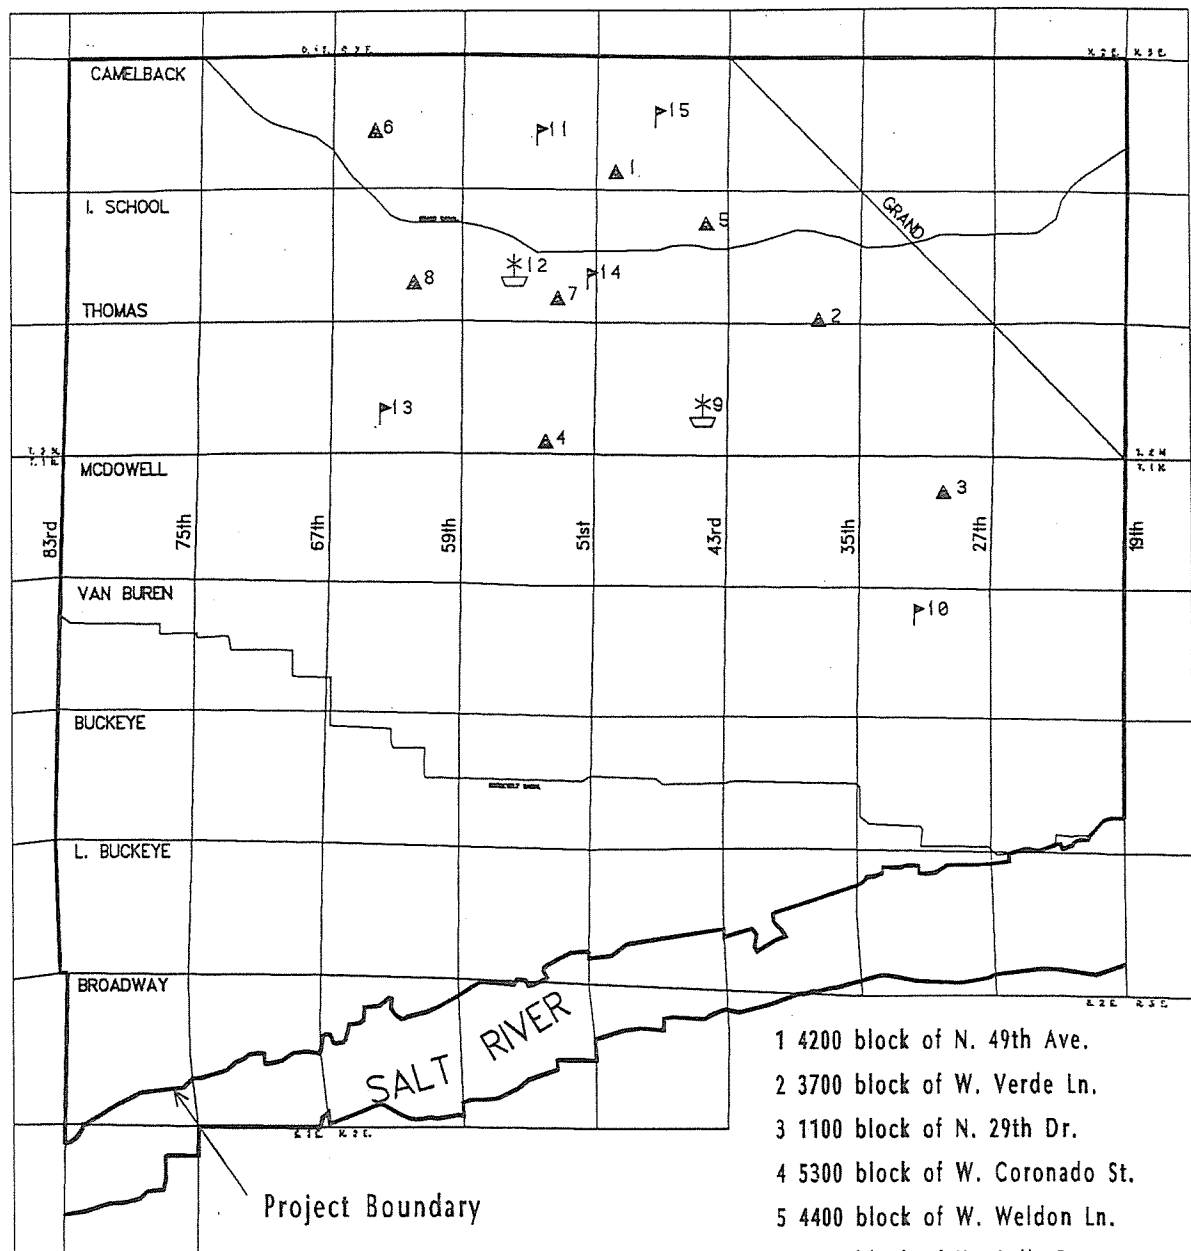 CAMELBACK
6
11
15
1
I. SCHOOL
GRAND
5
12
14
8
7
THOMAS
2
13
9
4
MCDOWELL
3
83rd
75th
67th
59th
51st
43rd
35th
27th
19th
VAN BUREN
10
BUCKEYE
L. BUCKEYE
BROADWAY
SALT RIVER
Project Boundary
1 4200 block of N. 49th Ave.
2 3700 block of W. Verde Ln.
3 1100 block of N. 29th Dr.
4 5300 block of W. Coronado St.
5 4400 block of W. Weldon Ln.